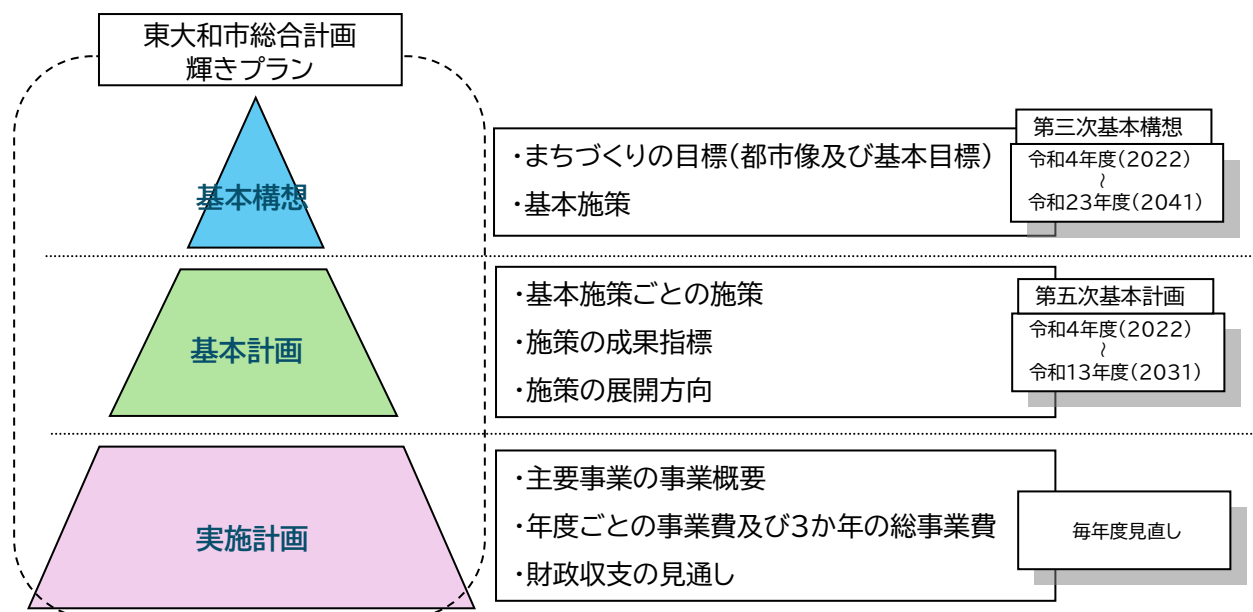 東大和市総合計画
輝きプラン
基本構想
・まちづくりの目標(都市像及び基本目標)
・基本施策
第三次基本構想
令和4年度(2022)
~
令和23年度(2041)
基本計画
・基本施策ごとの施策
・施策の成果指標
・施策の展開方向
第五次基本計画
令和4年度(2022)
~
令和13年度(2031)
実施計画
・主要事業の事業概要
・年度ごとの事業費及び3か年の総事業費
・財政収支の見通し
毎年度見直し